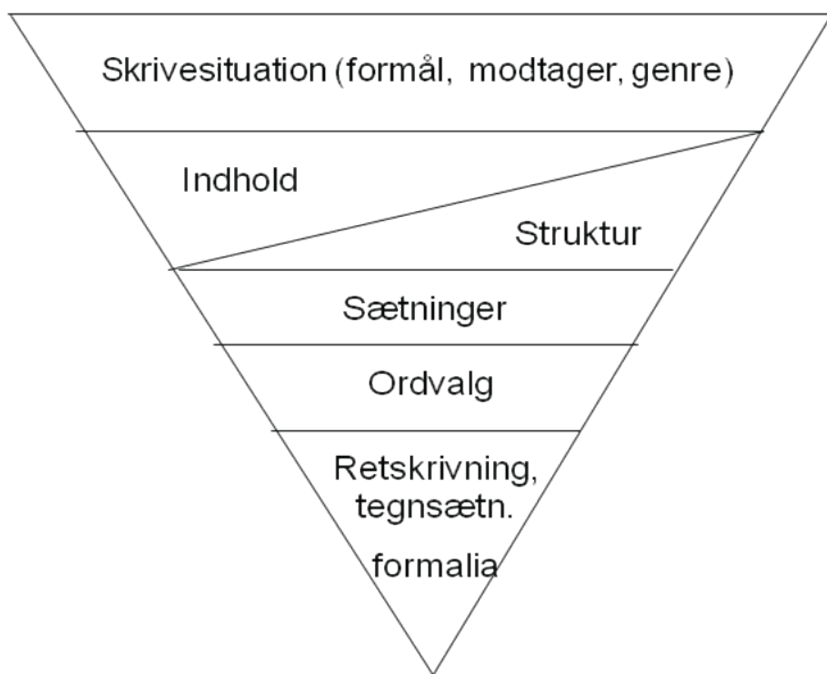 Skrivesituation (formål, modtager, genre)
Indhold
Struktur
Sætninger
Ordvalg
Retskrivning,
tegnsætn.
formalia